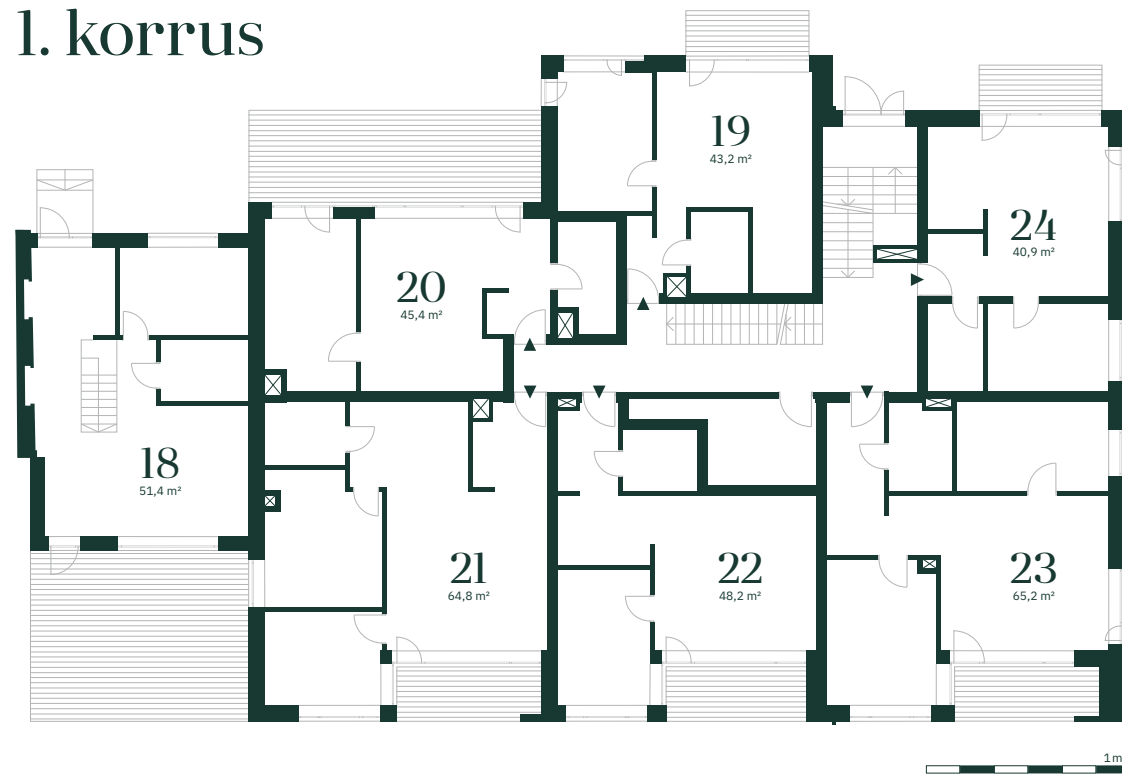 1. korrus
19
43,2 m²
24
40,9 m²
20
45,4 m²
18
51,4 m²
21
64,8 m²
22
48,2 m²
23
65,2 m²
1m